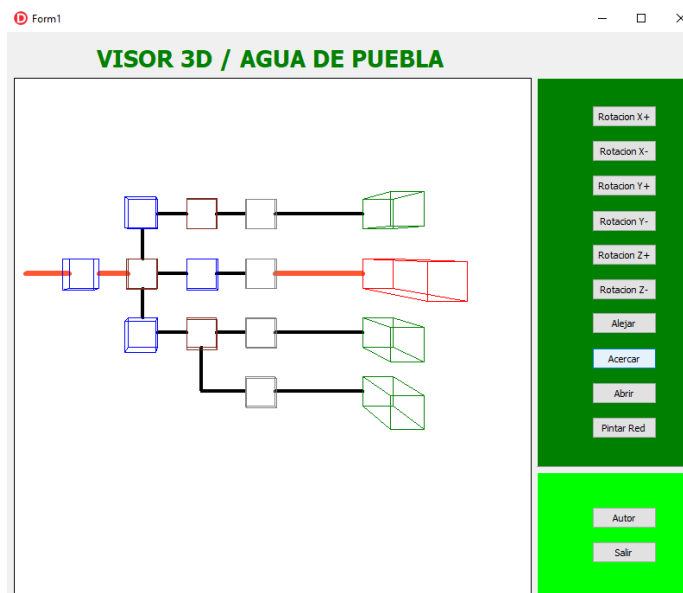 Form1
VISOR 3D / AGUA DE PUEBLA
Rotacion X+
Rotacion X-
Rotacion Y+
Rotacion Y-
Rotacion Z+
Rotacion Z-
Alejar
Acercar
Abrir
Pintar Red
Autor
Salir